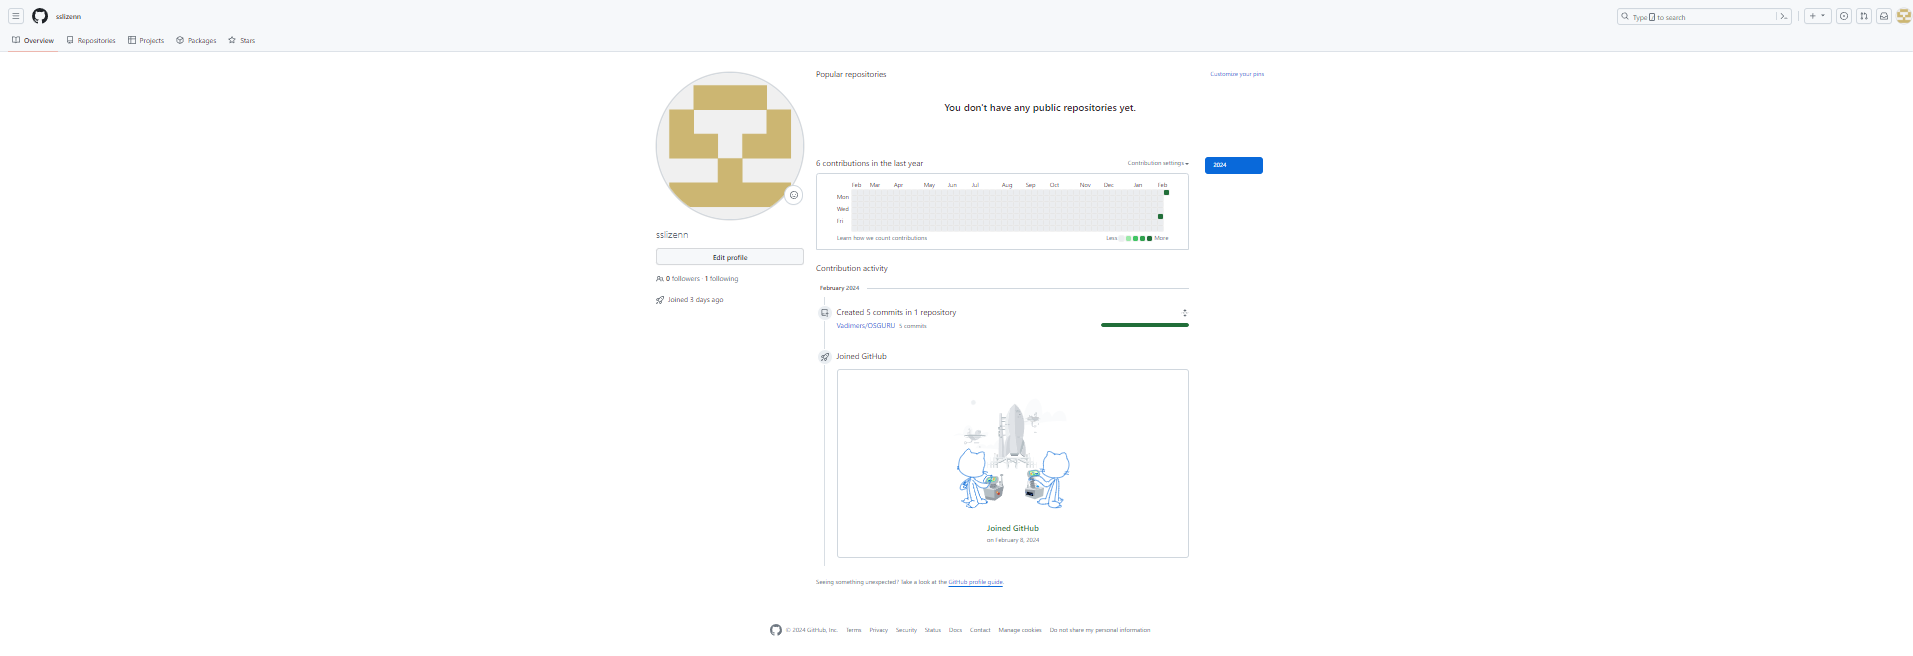 sslizenn
Type / to search
Overview Repositories Projects Packages Stars
Popular repositories Customize your pins
You don't have any public repositories yet.
6 contributions in the last year Contribution settings 2024
Feb Mar Apr May Jun Jul Aug Sep Oct Nov Dec Jan Feb
Mon
Wed
Fri
Learn how we count contributions Less More
sslizenn
Edit profile
0 followers · 1 following
Joined 3 days ago
Contribution activity
February 2024
Created 5 commits in 1 repository
Vadimers/OSGURU 5 commits
Joined GitHub
Joined GitHub
on February 8, 2024
Seeing something unexpected? Take a look at the GitHub profile guide
© 2024 GitHub, Inc. Terms Privacy Security Status Docs Contact Manage cookies Do not share my personal information